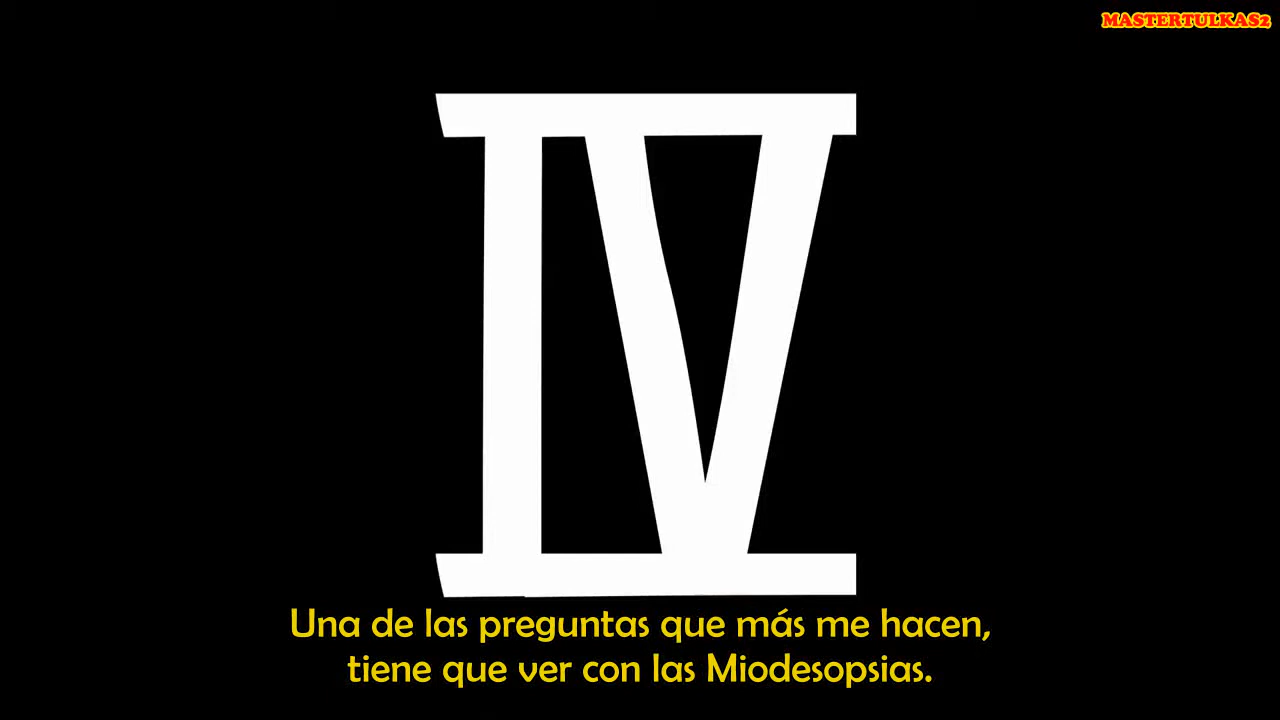 MASTERTULKAS2
IV
Una de las preguntas que más me hacen,
tiene que ver con las Miodesopsias.